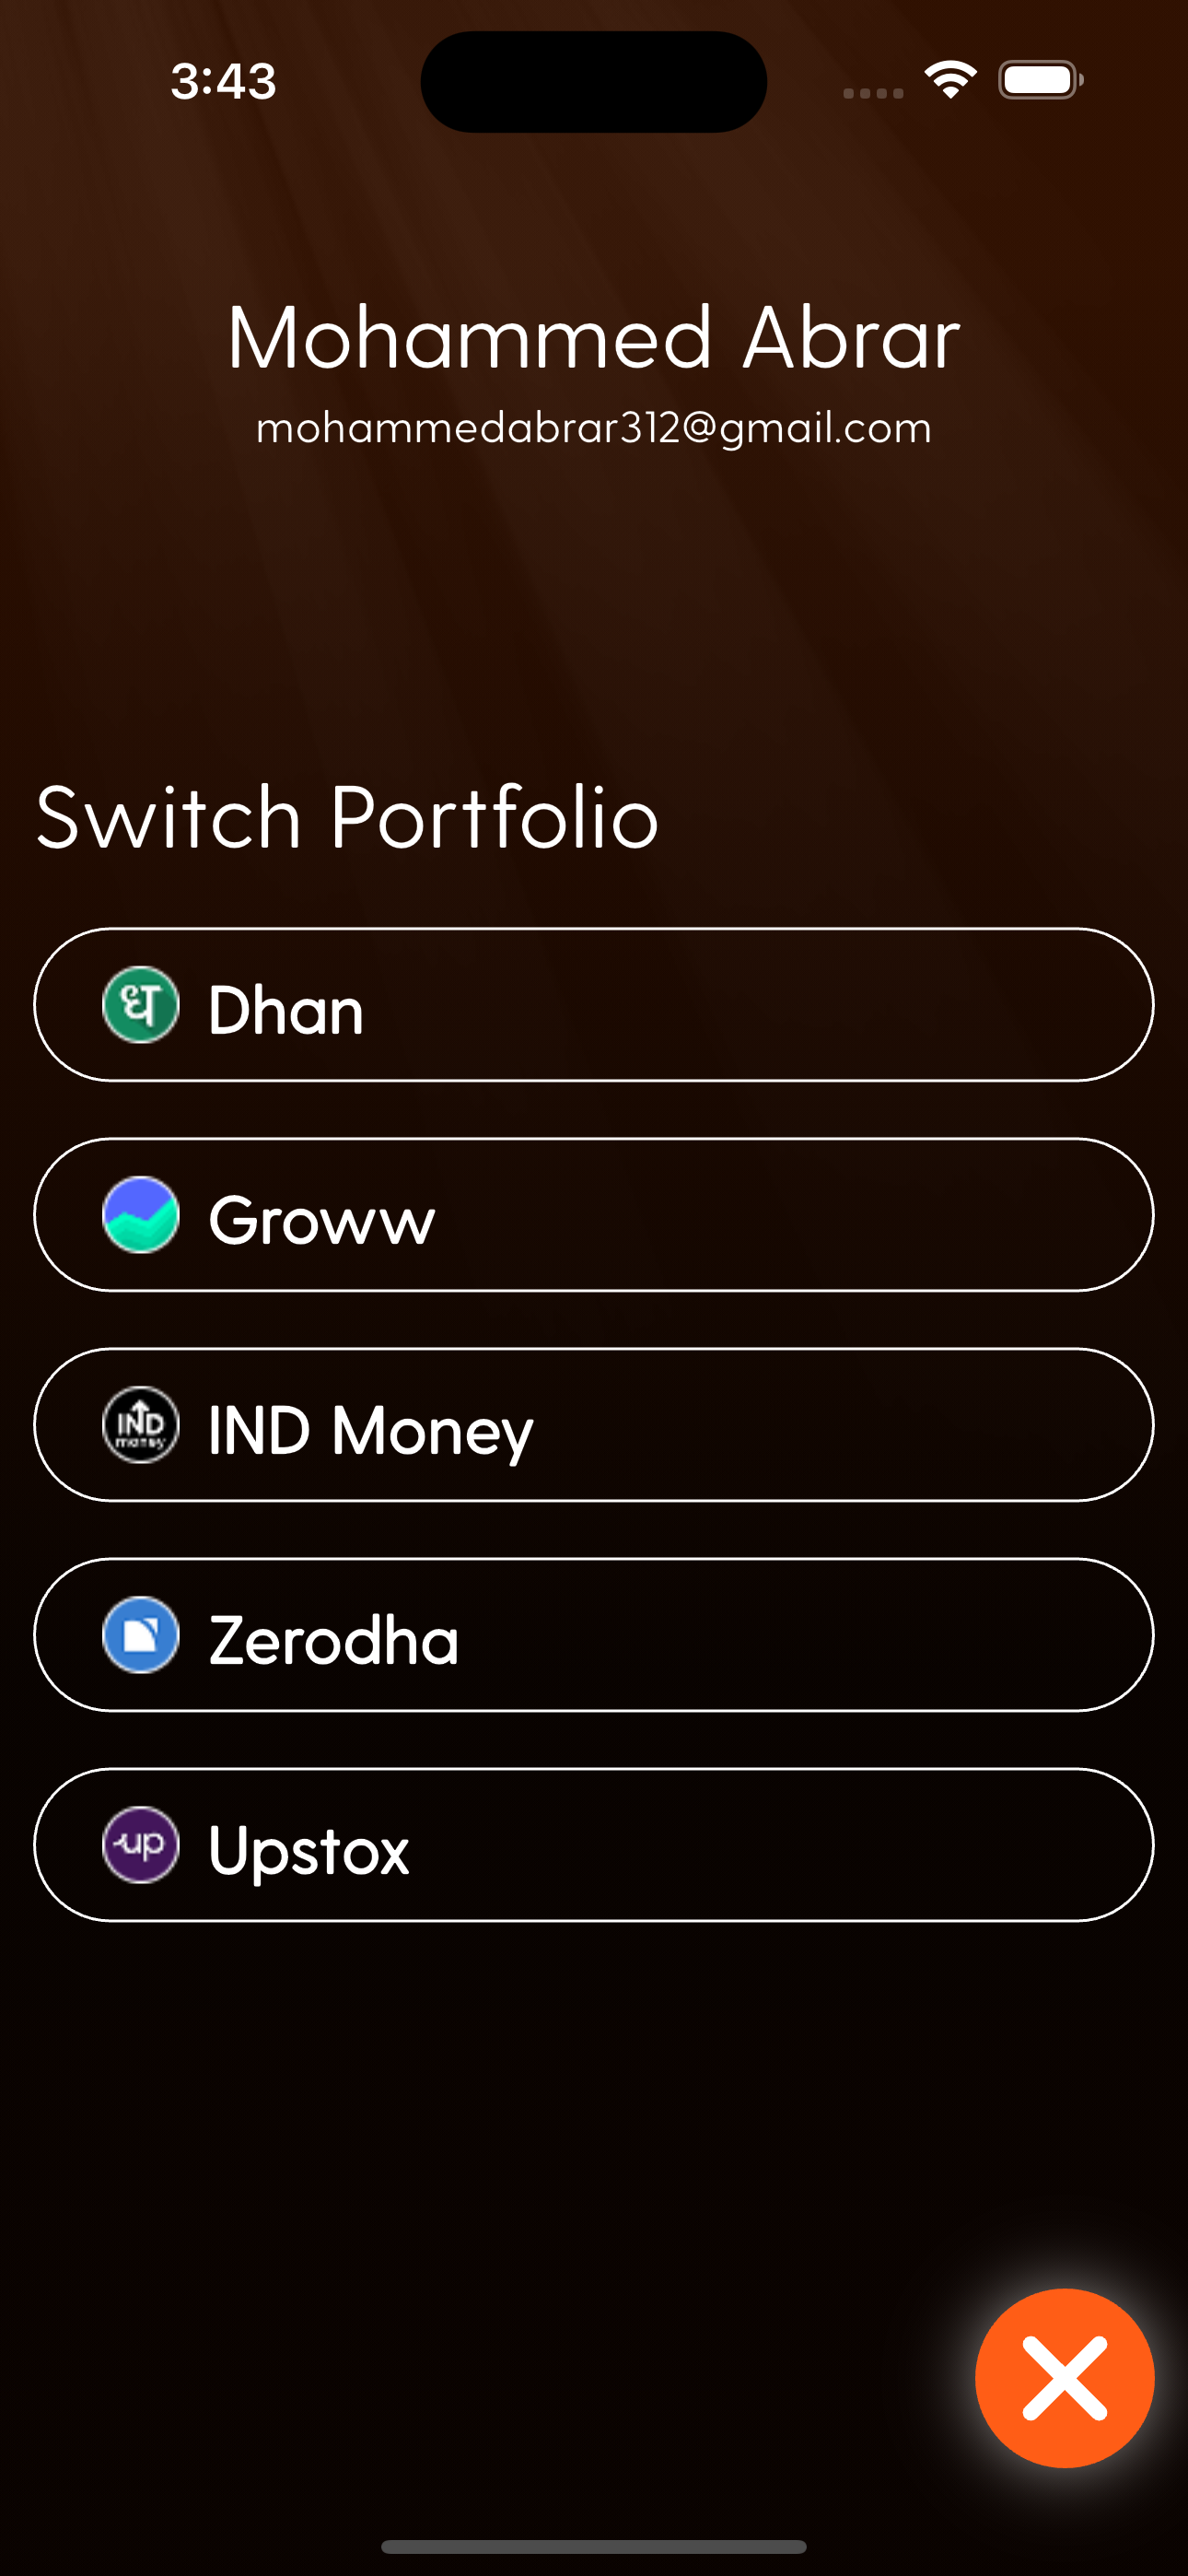 3:43
Mohammed Abrar
mohammedabrar312@gmail.com
Switch Portfolio
ध Dhan
Groww
IND money IND Money
Zerodha
up Upstox